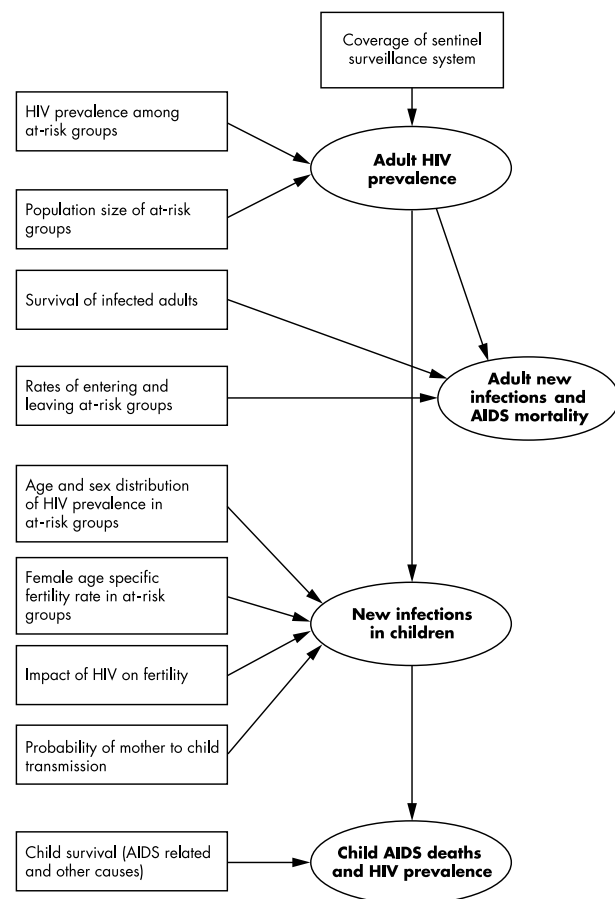 Coverage of sentinel
surveillance system
HIV prevalence among
at-risk groups
Adult HIV
prevalence
Population size of at-risk
groups
Survival of infected adults
Rates of entering and
leaving at-risk groups
Adult new
infections and
AIDS mortality
Age and sex distribution
of HIV prevalence in
at-risk groups
Female age specific
fertility rate in at-risk
groups
New infections
in children
Impact of HIV on fertility
Probability of mother to child
transmission
Child survival (AIDS related
and other causes)
Child AIDS deaths
and HIV prevalence